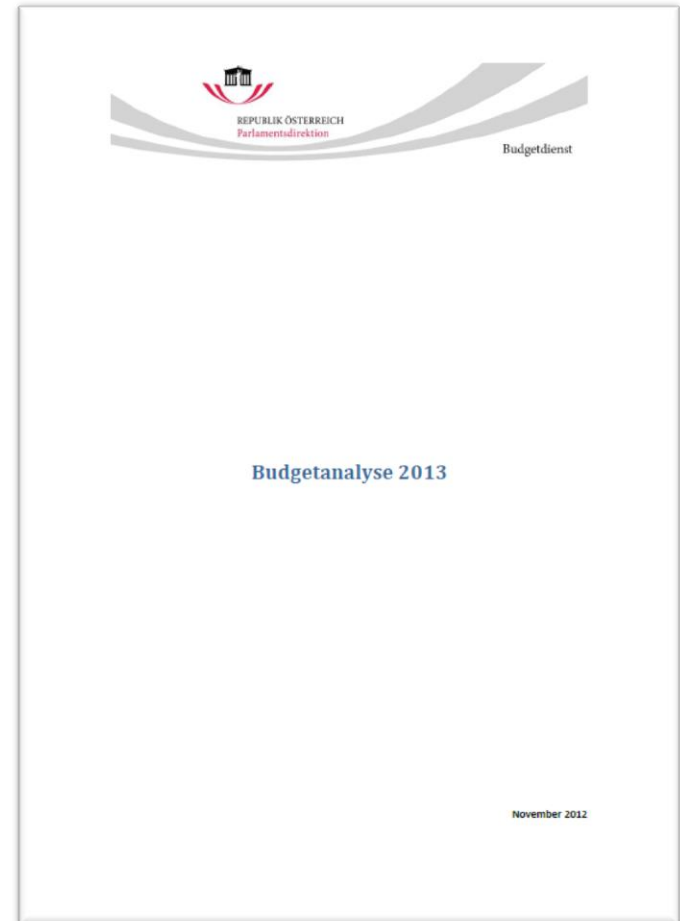 REPUBLIK ÖSTERREICH
Parlamentsdirektion
Budgetdienst
Budgetanalyse 2013
November 2012